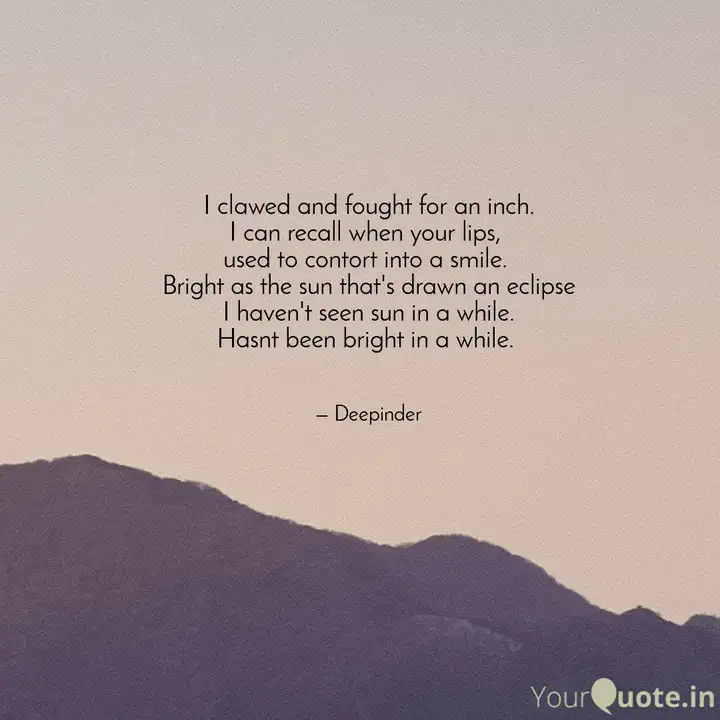 I clawed and fought for an inch.
I can recall when your lips,
used to contort into a smile.
Bright as the sun that's drawn an eclipse
I haven't seen sun in a while.
Hasnt been bright in a while.
– Deepinder
YourQuote.in